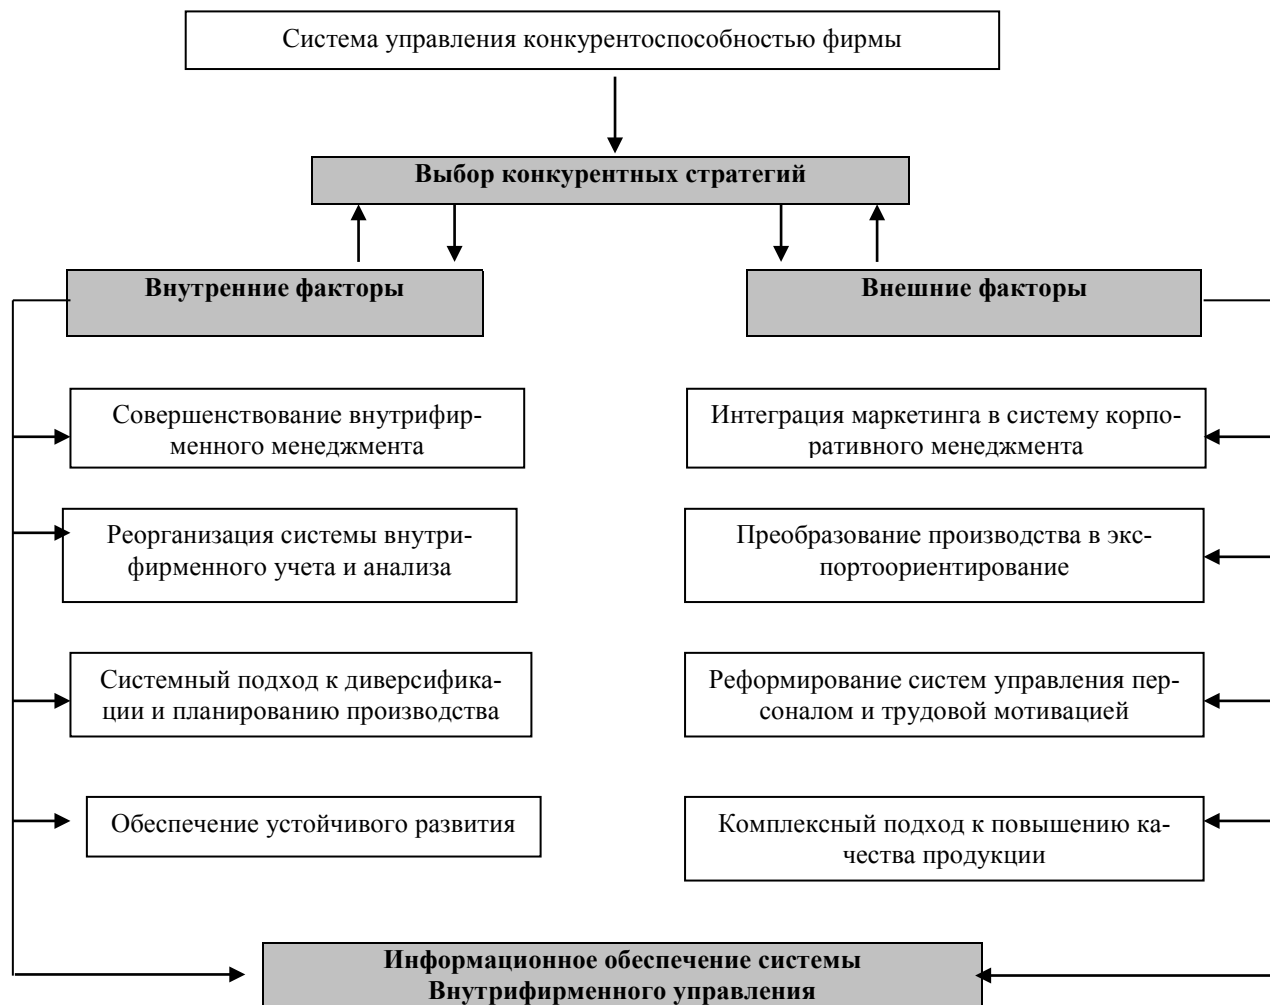 Система управления конкурентоспособностью фирмы
Выбор конкурентных стратегий
Внутренние факторы
Внешние факторы
Совершенствование внутрифир-
менного менеджмента
Интеграция маркетинга в систему корпо-
ративного менеджмента
Реорганизация системы внутри-
фирменного учета и анализа
Преобразование производства в экс-
портоориентирование
Системный подход к диверсифика-
ции и планированию производства
Реформирование систем управления пер-
соналом и трудовой мотивацией
Обеспечение устойчивого развития
Комплексный подход к повышению ка-
чества продукции
Информационное обеспечение системы
Внутрифирменного управления